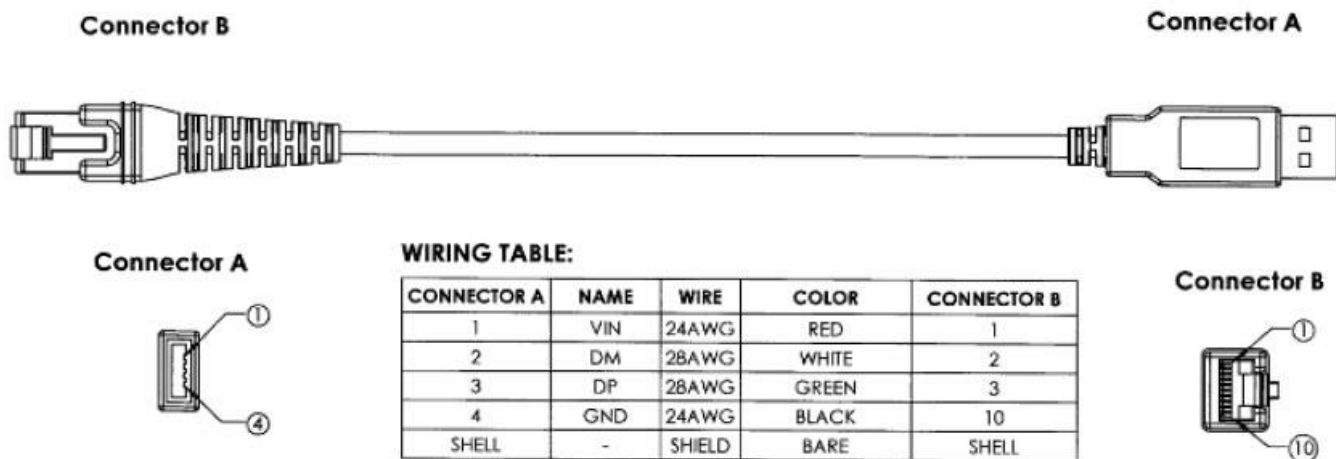 Connector B
Connector A
Connector A
1
4
WIRING TABLE:
CONNECTOR A NAME WIRE COLOR CONNECTOR B
1 VIN 24AWG RED 1
2 DM 28AWG WHITE 2
3 DP 28AWG GREEN 3
4 GND 24AWG BLACK 10
SHELL - SHIELD BARE SHELL
Connector B
1
10